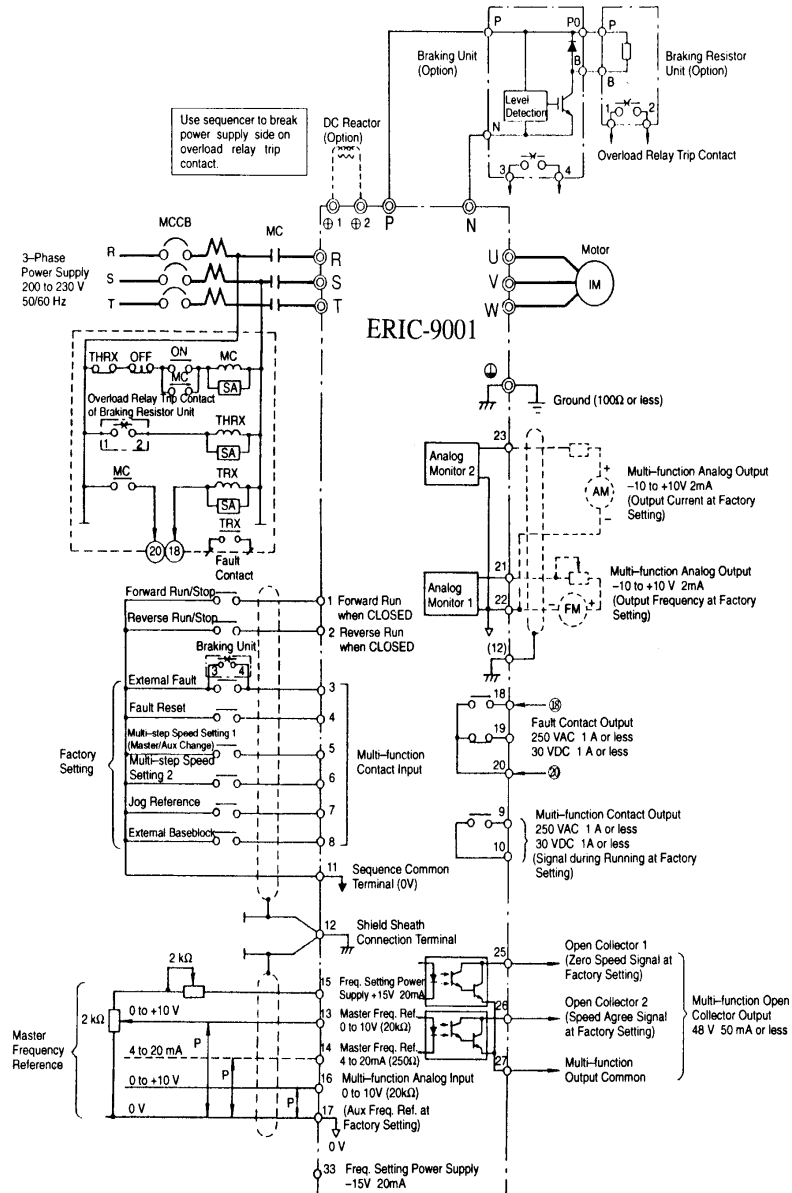 P
P0
P
Braking Unit
(Option)
B
B
Braking Resistor
Unit (Option)
Level
Detection
1
2
N
Overload Relay Trip Contact
3
4
Use sequencer to break
power supply side on
overload relay trip
contact.
DC Reactor
(Option)
⊕ 1
⊕ 2
P
N
MCCB
MC
3–Phase
Power Supply
200 to 230 V
50/60 Hz
R
S
T
R
S
T
U
V
W
Motor
IM
ERIC-9001
THRX
OFF
ON
MC
MC
SA
Overload Relay Trip Contact
of Braking Resistor Unit
1
2
THRX
SA
MC
TRX
SA
TRX
20
18
Fault
Contact
Ground (100Ω or less)
23
Analog
Monitor 2
+
AM
−
Multi–function Analog Output
–10 to +10V 2mA
(Output Current at Factory
Setting)
21
Analog
Monitor 1
22
FM
+
Multi–function Analog Output
–10 to +10 V 2mA
(Output Frequency at Factory
Setting)
(12)
Forward Run/Stop
1 Forward Run
when CLOSED
Reverse Run/Stop
2 Reverse Run
when CLOSED
Braking Unit
3 4
External Fault
3
Fault Reset
4
Multi–step Speed Setting 1
(Master/Aux Change)
5
Multi–step Speed
Setting 2
6
Jog Reference
7
External Baseblock
8
Factory
Setting
Multi–function
Contact Input
11 Sequence Common
Terminal (0V)
12 Shield Sheath
Connection Terminal
18
⑱
19
Fault Contact Output
250 VAC 1 A or less
30 VDC 1 A or less
20
⑳
9
10
Multi–function Contact Output
250 VAC 1 A or less
30 VDC 1A or less
(Signal during Running at Factory
Setting)
25
Open Collector 1
(Zero Speed Signal at
Factory Setting)
26
Open Collector 2
(Speed Agree Signal
at Factory Setting)
27
Multi–function
Output Common
Multi–function Open
Collector Output
48 V 50 mA or less
Master
Frequency
Reference
2 kΩ
2 kΩ
15 Freq. Setting Power
Supply +15V 20mA
0 to +10 V
13 Master Freq. Ref.
0 to 10V (20kΩ)
P
4 to 20 mA
14 Master Freq. Ref.
4 to 20mA (250Ω)
P
0 to +10 V
16 Multi–function Analog Input
0 to 10V (20kΩ)
P
0 V
17 (Aux Freq. Ref. at
Factory Setting)
0 V
33 Freq. Setting Power Supply
–15V 20mA